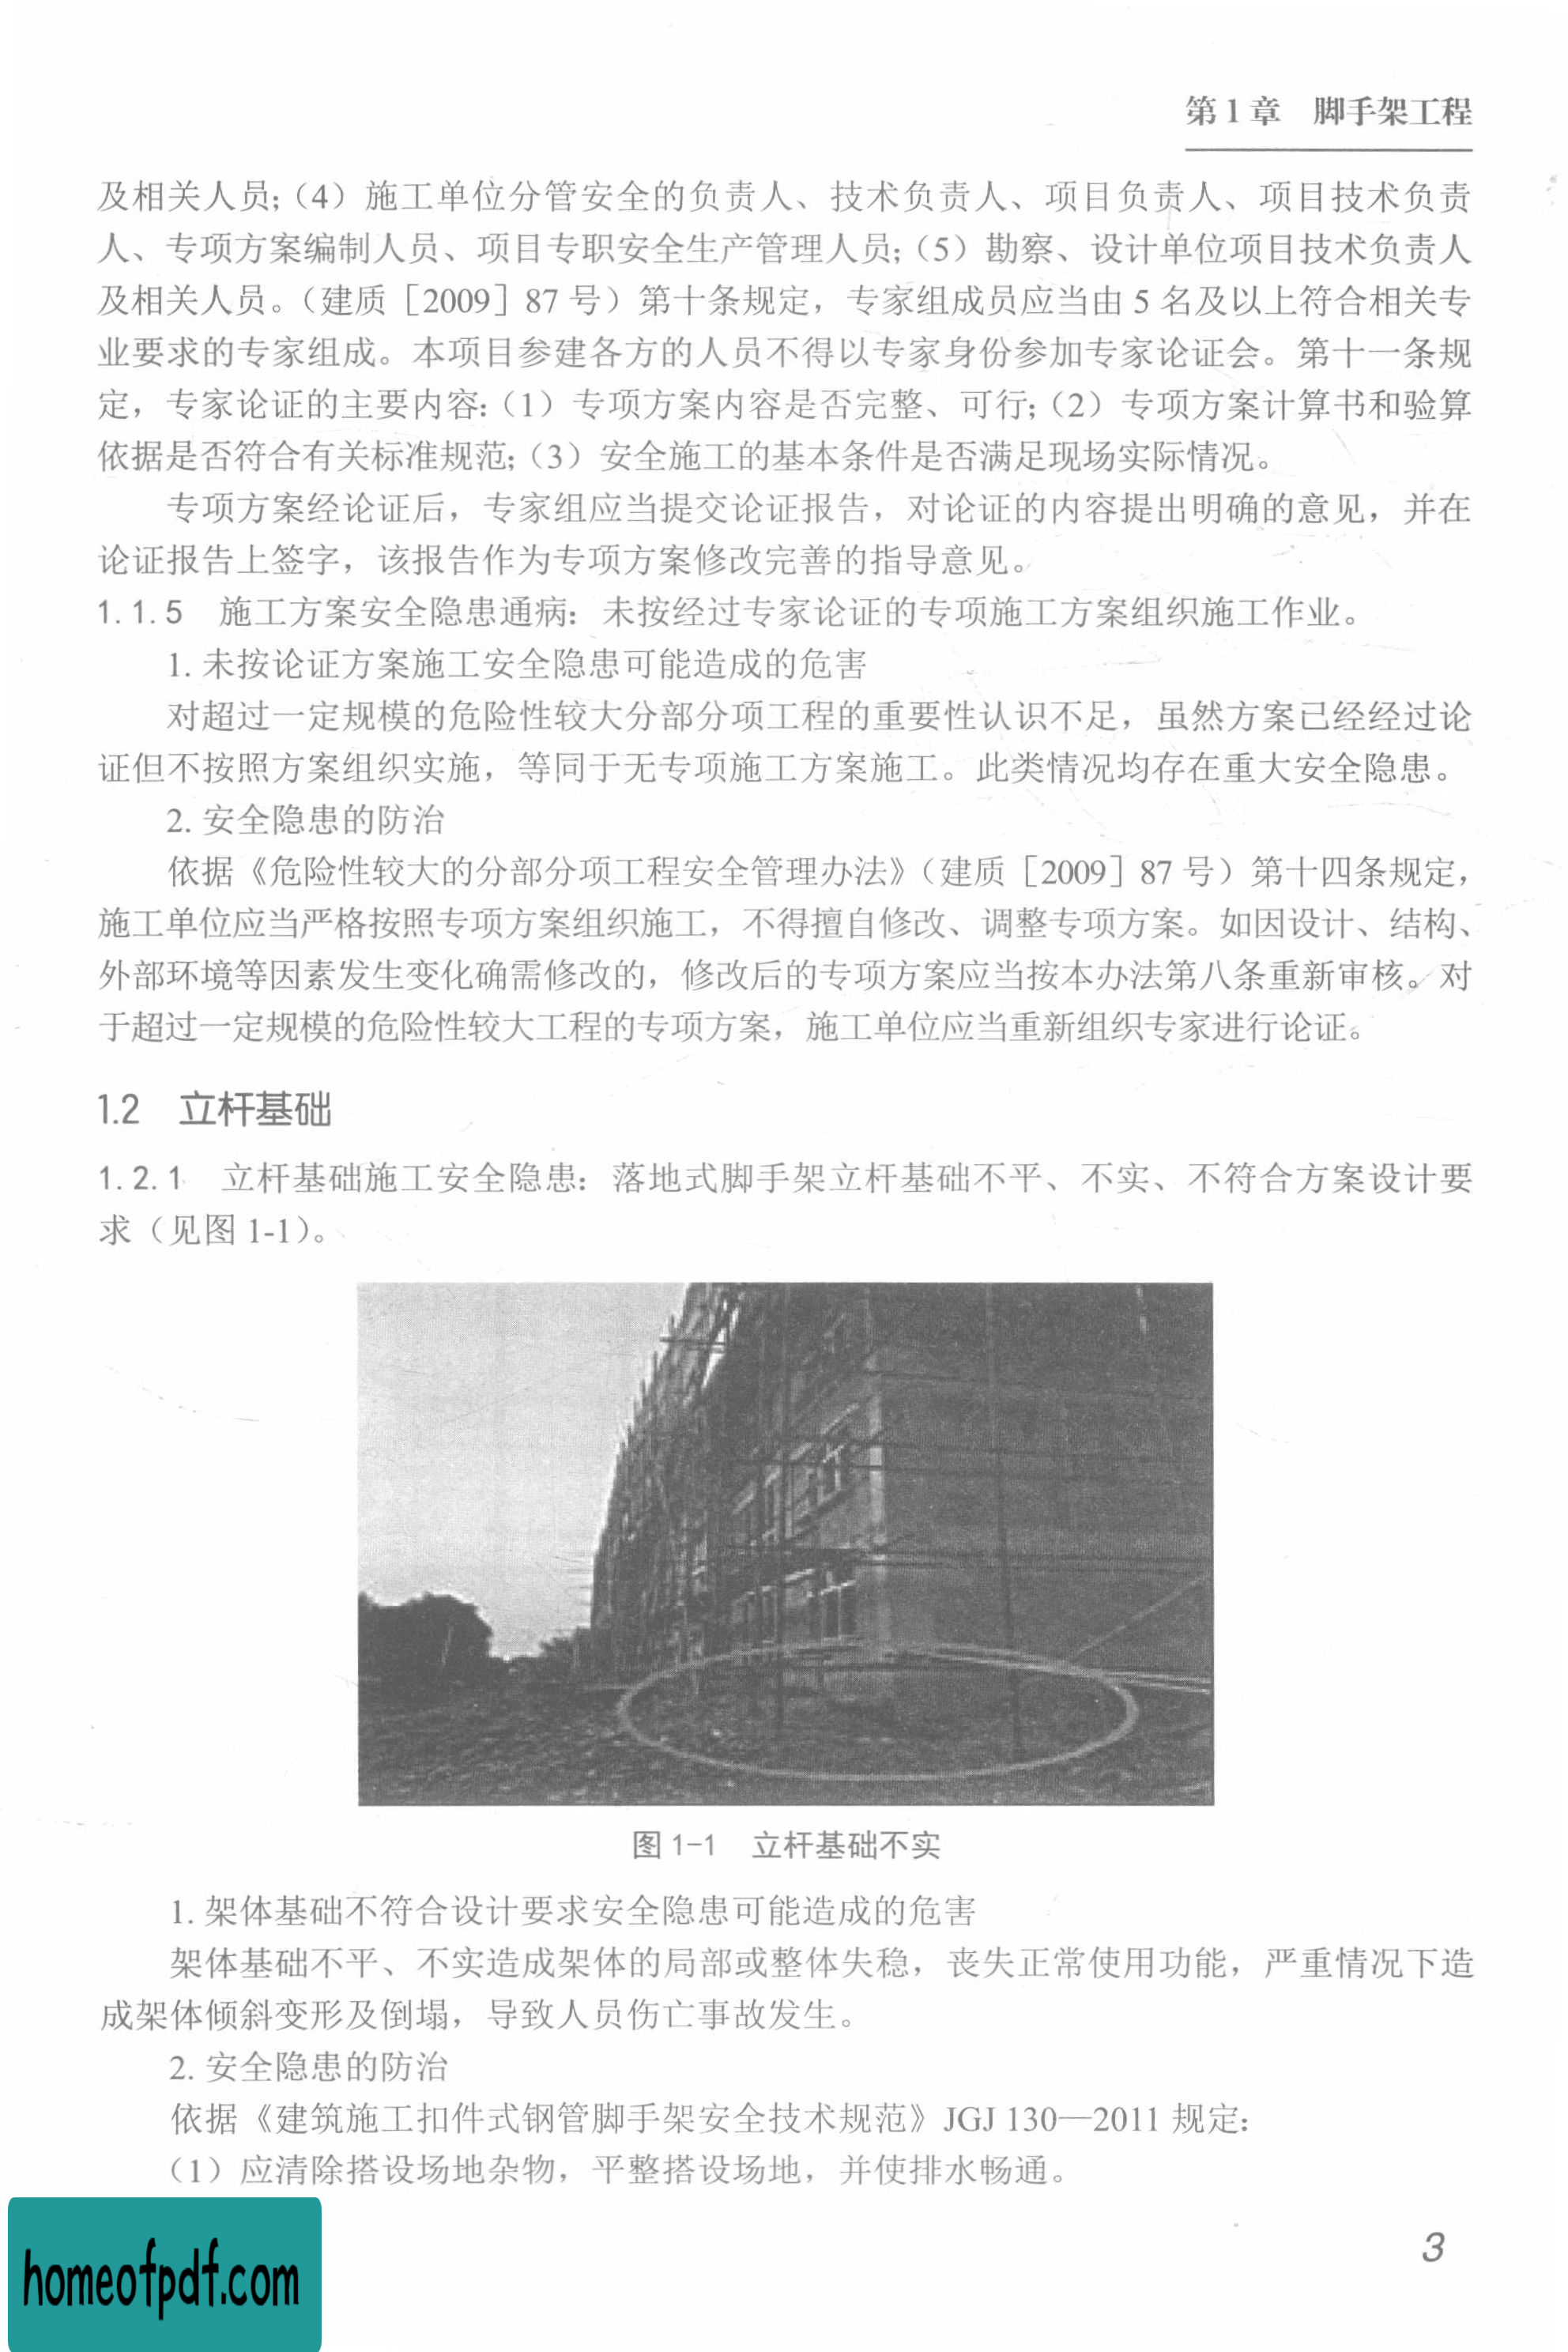 第 1 章　脚手架工程
及相关人员;（4）施工单位分管安全的负责人、技术负责人、项目负责人、项目技术负责
人、专项方案编制人员、项目专职安全生产管理人员;（5）勘察、设计单位项目技术负责人
及相关人员。（建质［2009］87 号）第十条规定，专家组成员应当由 5 名及以上符合相关专
业要求的专家组成。本项目参建各方的人员不得以专家身份参加专家论证会。第十一条规
定，专家论证的主要内容:（1）专项方案内容是否完整、可行;（2）专项方案计算书和验算
依据是否符合有关标准规范;（3）安全施工的基本条件是否满足现场实际情况。
专项方案经论证后，专家组应当提交论证报告，对论证的内容提出明确的意见，并在
论证报告上签字，该报告作为专项方案修改完善的指导意见。
1.1.5　施工方案安全隐患通病：未按经过专家论证的专项施工方案组织施工作业。
1. 未按论证方案施工安全隐患可能造成的危害
对超过一定规模的危险性较大分部分项工程的重要性认识不足，虽然方案已经经过论
证但不按照方案组织实施，等同于无专项施工方案施工。此类情况均存在重大安全隐患。
2. 安全隐患的防治
依据《危险性较大的分部分项工程安全管理办法》（建质［2009］87 号）第十四条规定，
施工单位应当严格按照专项方案组织施工，不得擅自修改、调整专项方案。如因设计、结构、
外部环境等因素发生变化确需修改的，修改后的专项方案应当按本办法第八条重新审核。对
于超过一定规模的危险性较大工程的专项方案，施工单位应当重新组织专家进行论证。
1.2　立杆基础
1.2.1　立杆基础施工安全隐患：落地式脚手架立杆基础不平、不实、不符合方案设计要
求（见图 1-1）。
图 1-1　立杆基础不实
1. 架体基础不符合设计要求安全隐患可能造成的危害
架体基础不平、不实造成架体的局部或整体失稳，丧失正常使用功能，严重情况下造
成架体倾斜变形及倒塌，导致人员伤亡事故发生。
2. 安全隐患的防治
依据《建筑施工扣件式钢管脚手架安全技术规范》JGJ 130—2011 规定:
（1）应清除搭设场地杂物，平整搭设场地，并使排水畅通。
3
homeofpdf.com